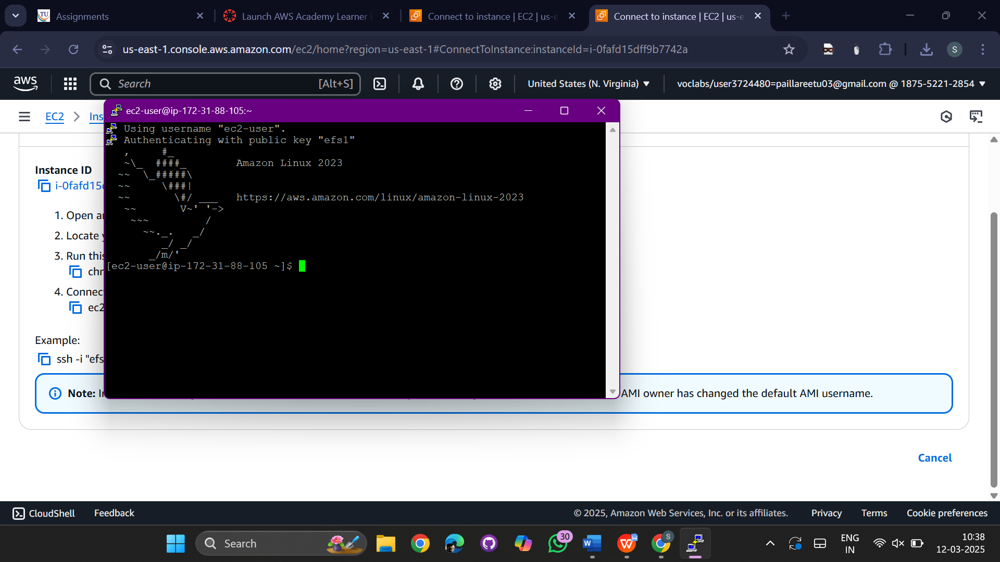 Assignments
Launch AWS Academy Learner
Connect to instance | EC2 | us-e
Connect to instance | EC2 | us-e
us-east-1.console.aws.amazon.com/ec2/home?region=us-east-1#ConnectToInstance:instanceId=i-0fafd15dff9b7742a
S
aws
Search
[Alt+S]
United States (N. Virginia)
voclabs/user3724480=paillareetu03@gmail.com @ 1875-5221-2854
EC2
Ins
ec2-user@ip-172-31-88-105:~
Using username "ec2-user".
Authenticating with public key "efs1"
   ,     #_
   ~\_  ####_        Amazon Linux 2023
  ~~  \_#####\
  ~~     \###|
  ~~       \#/ ___   https://aws.amazon.com/linux/amazon-linux-2023
   ~~       V~' '->
    ~~~         /
      ~~._.   _/
         _/ _/
       _/m/'
[ec2-user@ip-172-31-88-105 ~]$
Instance ID
i-0fafd15
1. Open a
2. Locate
3. Run this
4. Connec
ec2
Example:
ssh -i "efs
Note:
AMI owner has changed the default AMI username.
Cancel
CloudShell
Feedback
© 2025, Amazon Web Services, Inc. or its affiliates.
Privacy
Terms
Cookie preferences
Search
30
S
ENG
IN
10:38
12-03-2025